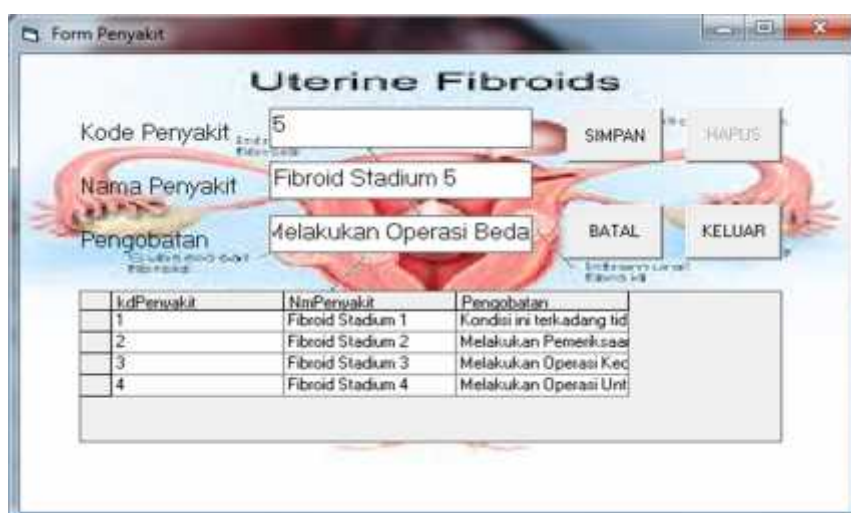 Form Penyakit
Uterine Fibroids
Kode Penyakit 5 SIMPAN HAPUS
Nama Penyakit Fibroid Stadium 5
Pengobatan Melakukan Operasi Beda BATAL KELUAR
kdPenyakit NmPenyakit Pengobatan
1 Fibroid Stadium 1 Kondisi ini terkadang tid
2 Fibroid Stadium 2 Melakukan Pemeriksaan
3 Fibroid Stadium 3 Melakukan Operasi Kec
4 Fibroid Stadium 4 Melakukan Operasi Unt